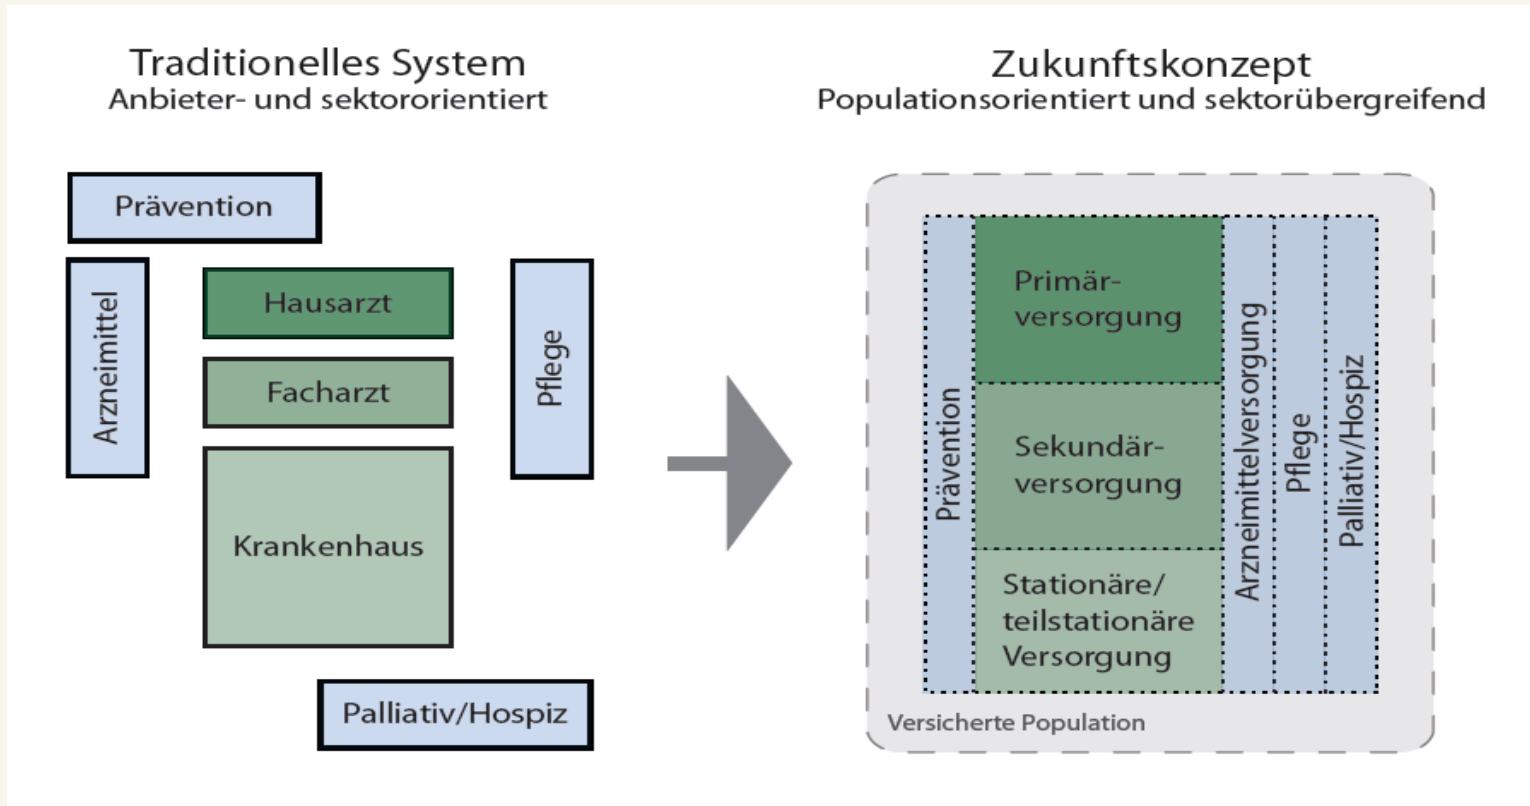 Traditionelles System
Anbieter- und sektororientiert
Prävention
Arzneimittel
Hausarzt
Facharzt
Krankenhaus
Pflege
Palliativ/Hospiz
Zukunftskonzept
Populationsorientiert und sektorübergreifend
Prävention
Primär-
versorgung
Sekundär-
versorgung
Stationäre/
teilstationäre
Versorgung
Arzneimittelversorgung
Pflege
Palliativ/Hospiz
Versicherte Population